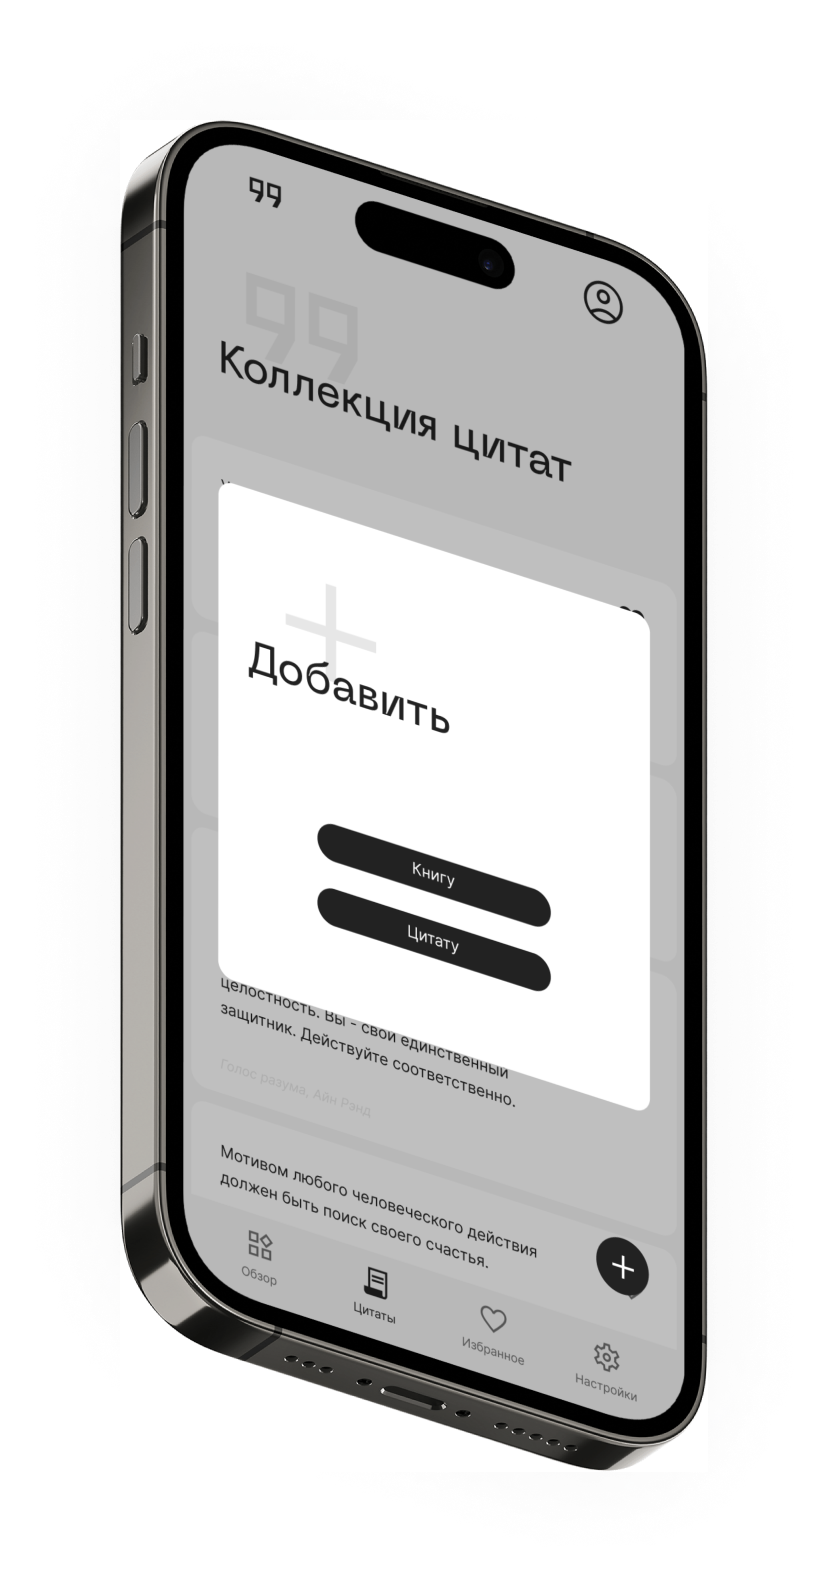 Коллекция цитат
Добавить
Книгу
Цитату
целостность. Вы - свой единственный
защитник. Действуйте соответственно.
Голос разума, Айн Рэнд
Мотивом любого человеческого действия
должен быть поиск своего счастья.
Обзор
Цитаты
Избранное
Настройки